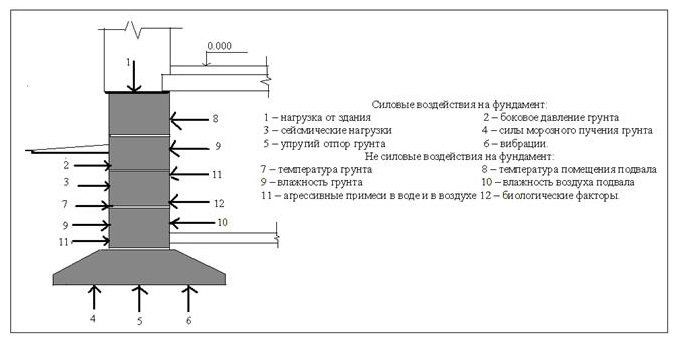 0.000
1
Силовые воздействия на фундамент:
1 – нагрузка от здания 2 – боковое давление грунта
3 – сейсмические нагрузки 4 – силы морозного пучения грунта
5 – упругий отпор грунта 6 – вибрации.
Не силовые воздействия на фундамент:
7 – температура грунта 8 – температура помещения подвала
9 – влажность грунта 10 – влажность воздуха подвала
11 – агрессивные примеси в воде и в воздухе 12 – биологические факторы.
8
9
2
11
3
7
12
9
10
11
4
5
6